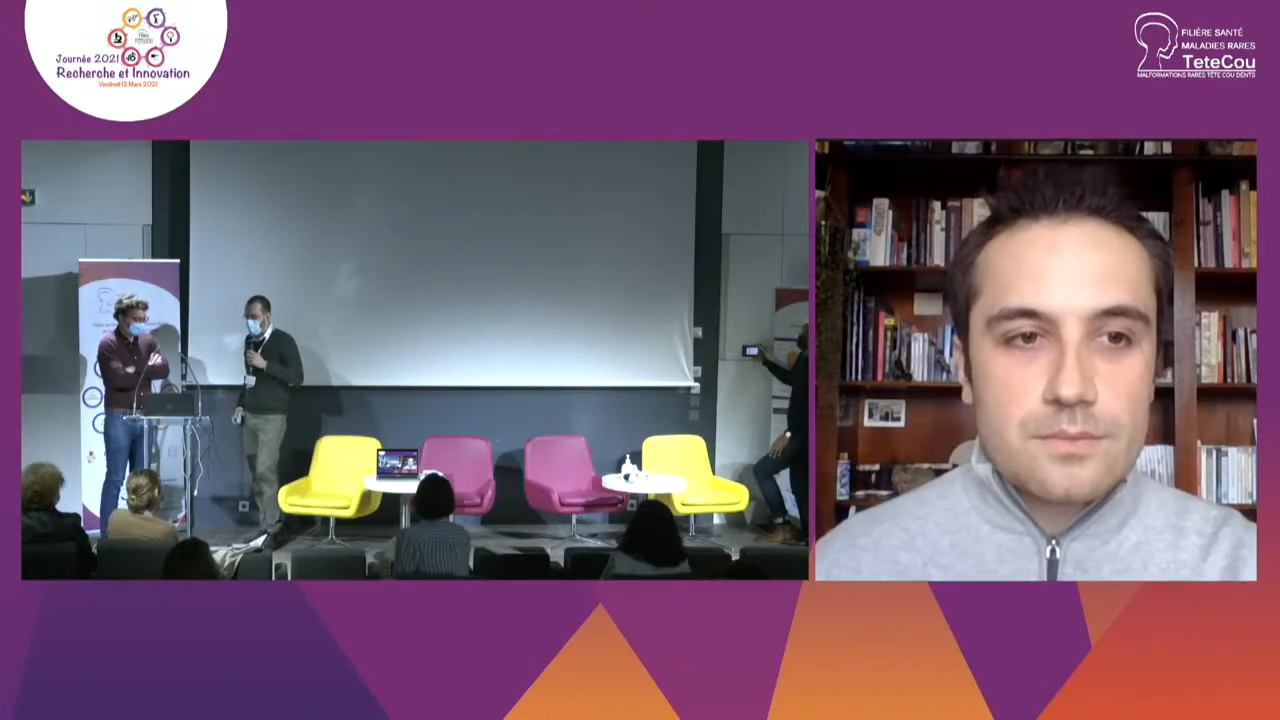 Journée 2021
Recherche et Innovation
Vendredi 12 Mars 2021
FILIÈRE SANTÉ
MALADIES RARES
TeteCou
MALFORMATIONS RARES TÊTE COU DENTS